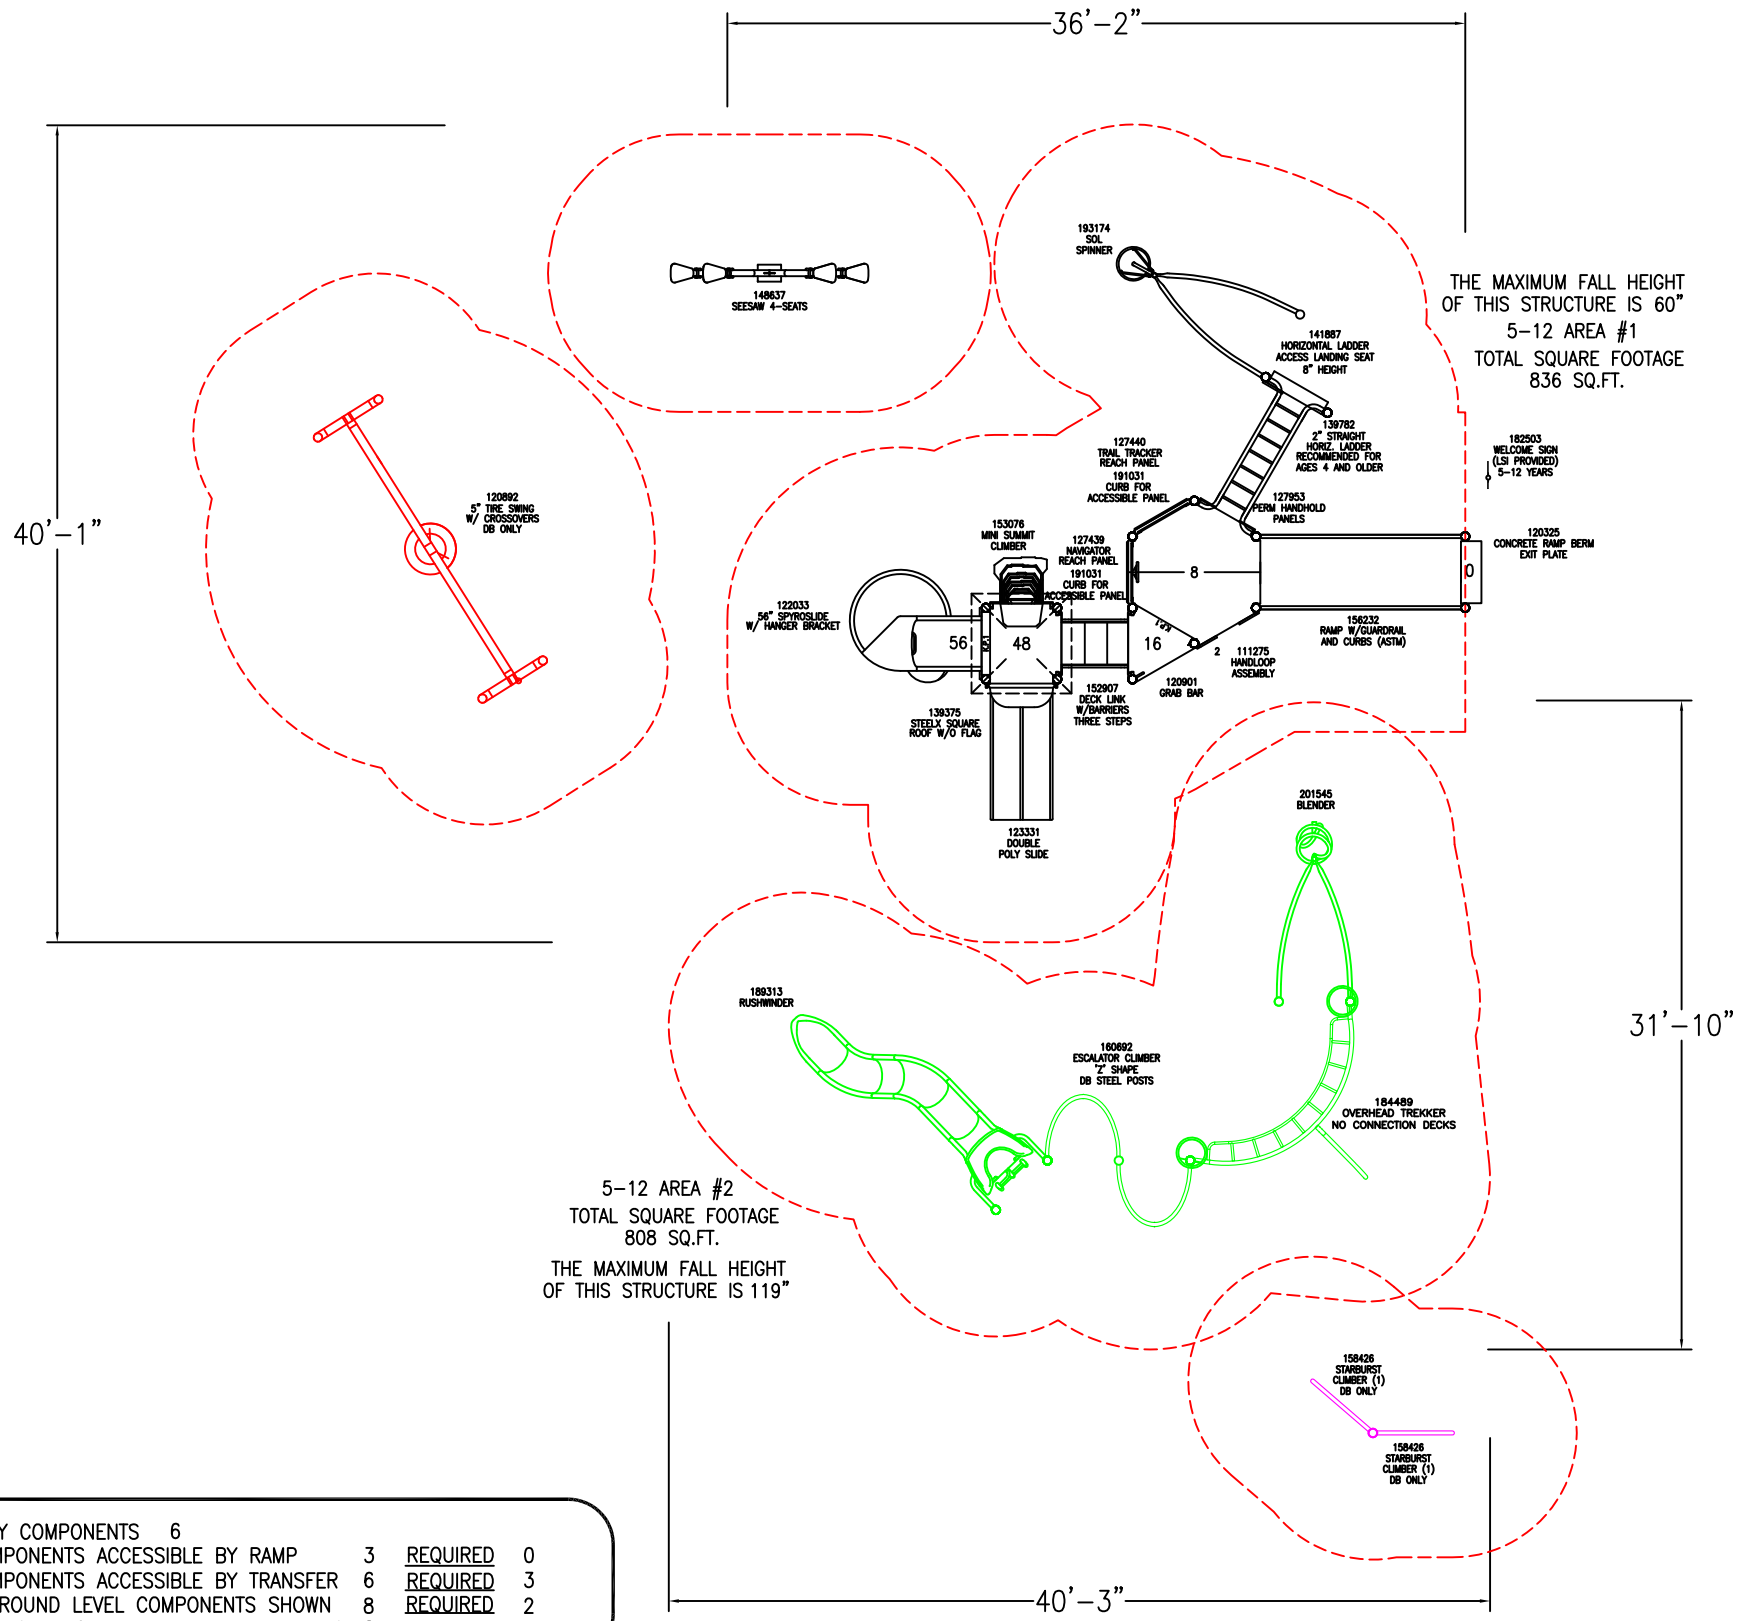 36'-2"
193174
SOL
SPINNER
THE MAXIMUM FALL HEIGHT
OF THIS STRUCTURE IS 60"
5-12 AREA #1
TOTAL SQUARE FOOTAGE
836 SQ.FT.
148637
SEESAW 4-SEATS
141887
HORIZONTAL LADDER
ACCESS LANDING SEAT
8" HEIGHT
139782
2" STRAIGHT
HORIZ. LADDER
RECOMMENDED FOR
AGES 4 AND OLDER
182503
WELCOME SIGN
(LSI PROVIDED)
5-12 YEARS
127440
TRAIL TRACKER
REACH PANEL
191031
CURB FOR
ACCESSIBLE PANEL
127953
PERM HANDHOLD
PANELS
40'-1"
120892
5" TIRE SWING
W/ CROSSOVERS
DB ONLY
153076
MINI SUMMIT
CLIMBER
127439
NAVIGATOR
REACH PANEL
191031
CURB FOR
ACCESSIBLE PANEL
120325
CONCRETE RAMP BERM
EXIT PLATE
8
0
122033
56" SPYROSLIDE
W/ HANGER BRACKET
56
K.P.1
48
16
K.P.1
2
156232
RAMP W/GUARDRAIL
AND CURBS (ASTM)
111275
HANDLOOP
ASSEMBLY
120901
GRAB BAR
152907
DECK LINK
W/BARRIERS
THREE STEPS
139375
STEELX SQUARE
ROOF W/O FLAG
123331
DOUBLE
POLY SLIDE
201545
BLENDER
189313
RUSHWINDER
31'-10"
160692
ESCALATOR CLIMBER
'Z' SHAPE
DB STEEL POSTS
184489
OVERHEAD TREKKER
NO CONNECTION DECKS
5-12 AREA #2
TOTAL SQUARE FOOTAGE
808 SQ.FT.
THE MAXIMUM FALL HEIGHT
OF THIS STRUCTURE IS 119"
158426
STARBURST
CLIMBER (1)
DB ONLY
158426
STARBURST
CLIMBER (1)
DB ONLY
Y COMPONENTS 6
MPONENTS ACCESSIBLE BY RAMP 3 REQUIRED 0
MPONENTS ACCESSIBLE BY TRANSFER 6 REQUIRED 3
ROUND LEVEL COMPONENTS SHOWN 8 REQUIRED 2
40'-3"